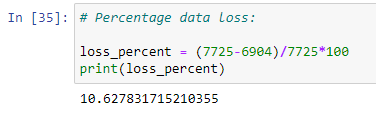 In [35]: # Percentage data loss:
loss_percent = (7725-6904)/7725*100
print(loss_percent)
10.627831715210355